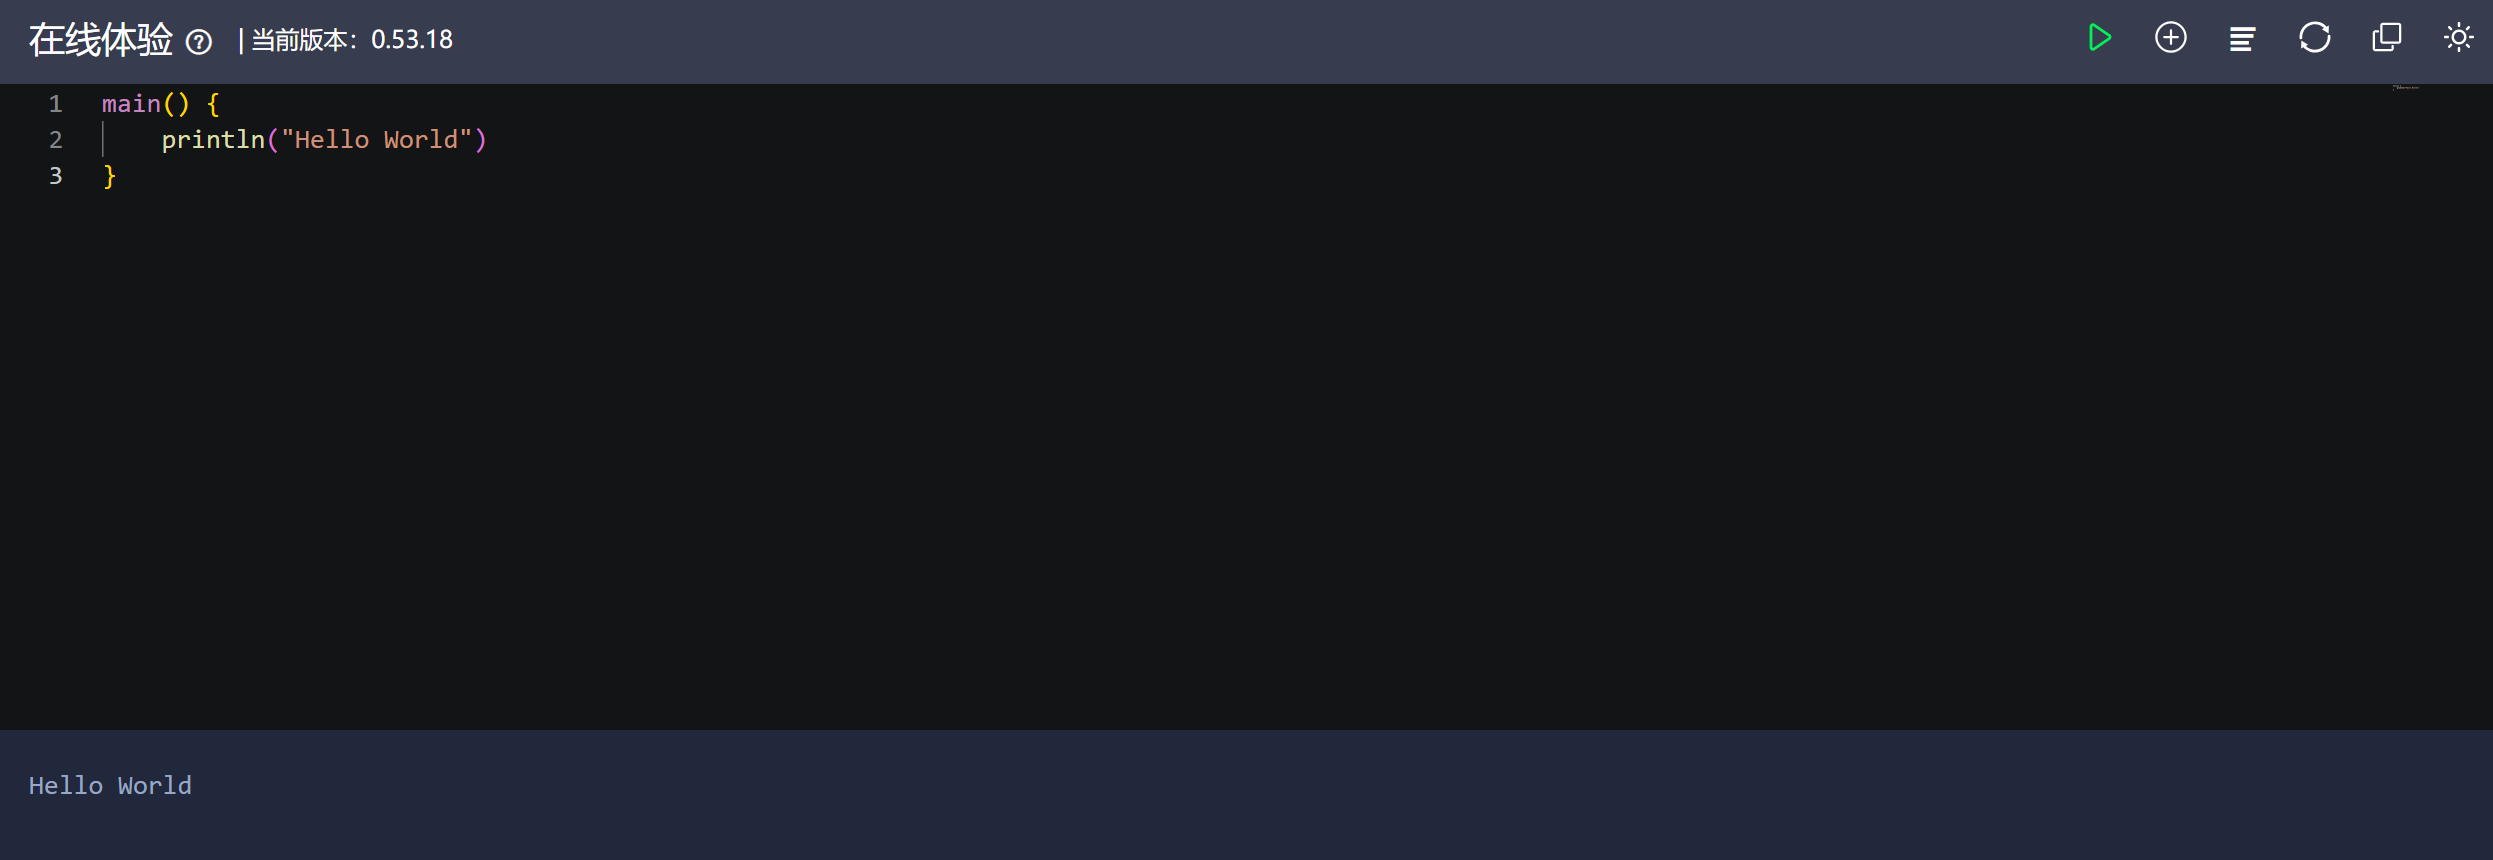 在线体验 ? | 当前版本：0.53.18
1 main() {
2     println("Hello World")
3 }
Hello World